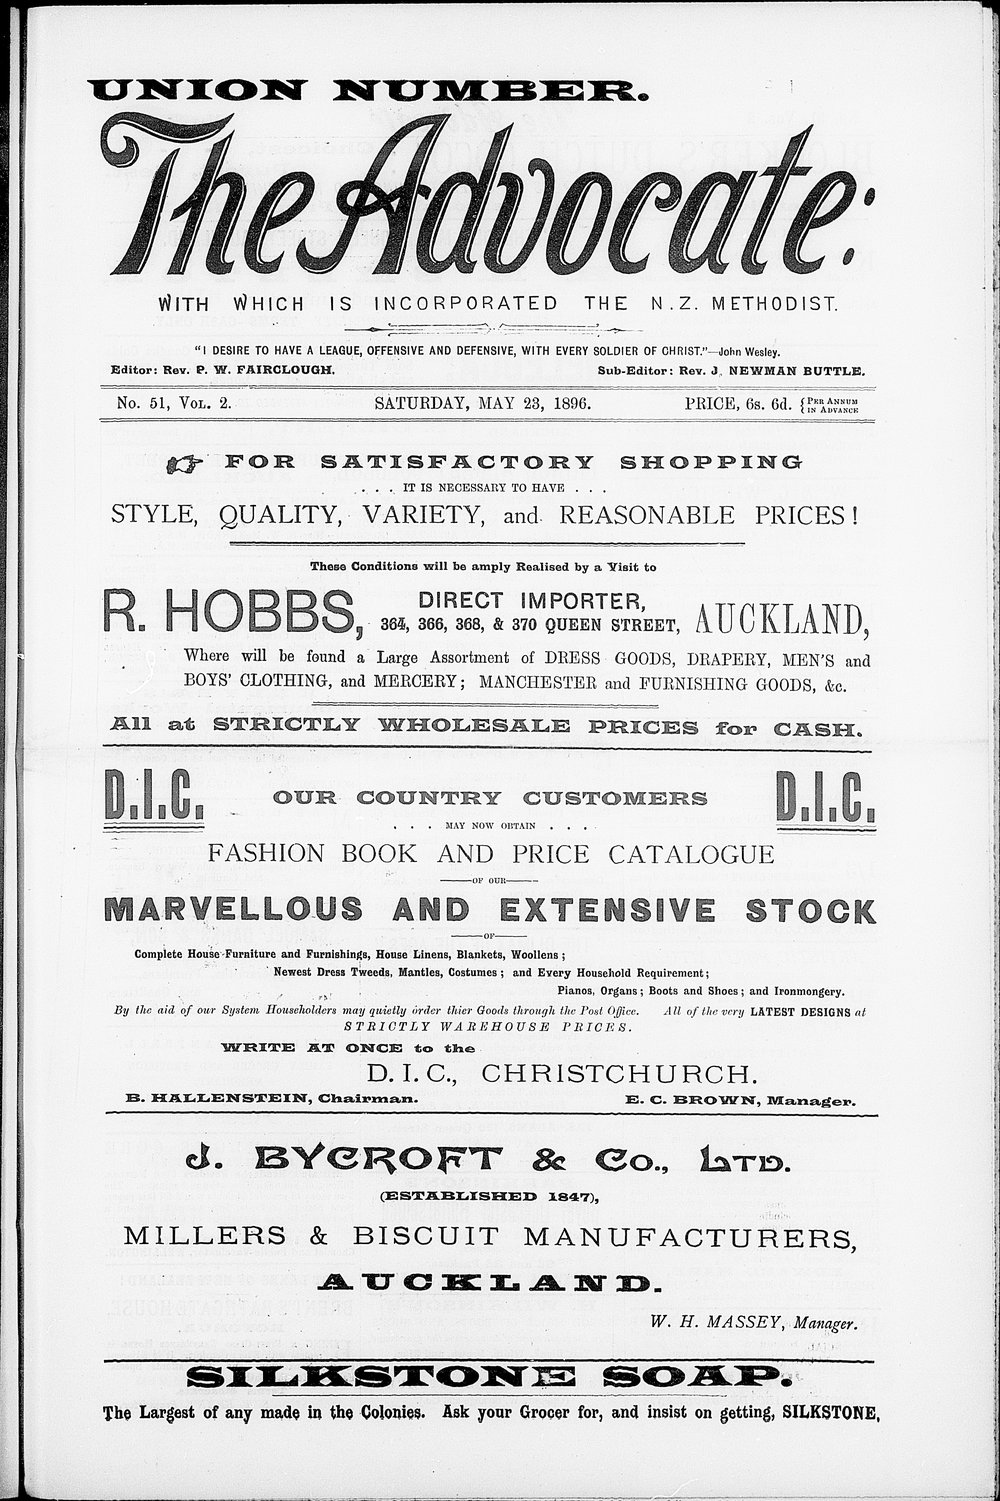 UNION NUMBER.
The Advocate:
WITH WHICH IS INCORPORATED THE N.Z. METHODIST.
"I DESIRE TO HAVE A LEAGUE, OFFENSIVE AND DEFENSIVE, WITH EVERY SOLDIER OF CHRIST."—John Wesley.
Editor: Rev. P. W. FAIRCLOUGH. Sub-Editor: Rev. J. NEWMAN BUTTLE.
No. 51, VOL. 2. SATURDAY, MAY 23, 1896. PRICE, 6s. 6d. { PER ANNUM IN ADVANCE
☞ FOR SATISFACTORY SHOPPING
. . . . IT IS NECESSARY TO HAVE . . .
STYLE, QUALITY, VARIETY, and REASONABLE PRICES!
These Conditions will be amply Realised by a Visit to
R. HOBBS, DIRECT IMPORTER, 364, 366, 368, & 370 QUEEN STREET, AUCKLAND,
Where will be found a Large Assortment of DRESS GOODS, DRAPERY, MEN'S and
BOYS' CLOTHING, and MERCERY; MANCHESTER and FURNISHING GOODS, &c.
All at STRICTLY WHOLESALE PRICES for CASH.
D.I.C. OUR COUNTRY CUSTOMERS D.I.C.
. . . MAY NOW OBTAIN . . . .
FASHION BOOK AND PRICE CATALOGUE
—OF OUR—
MARVELLOUS AND EXTENSIVE STOCK
—OF—
Complete House Furniture and Furnishings, House Linens, Blankets, Woollens;
Newest Dress Tweeds, Mantles, Costumes; and Every Household Requirement;
Pianos, Organs; Boots and Shoes; and Ironmongery.
By the aid of our System Householders may quietly order thier Goods through the Post Office. All of the very LATEST DESIGNS at
STRICTLY WAREHOUSE PRICES.
WRITE AT ONCE to the
D. I. C., CHRISTCHURCH.
B. HALLENSTEIN, Chairman. E. C. BROWN, Manager.
J. BYCROFT & Co., LTD.
(ESTABLISHED 1847),
MILLERS & BISCUIT MANUFACTURERS,
AUCKLAND.
W. H. MASSEY, Manager.
SILKSTONE SOAP.
The Largest of any made in the Colonies. Ask your Grocer for, and insist on getting, SILKSTONE,